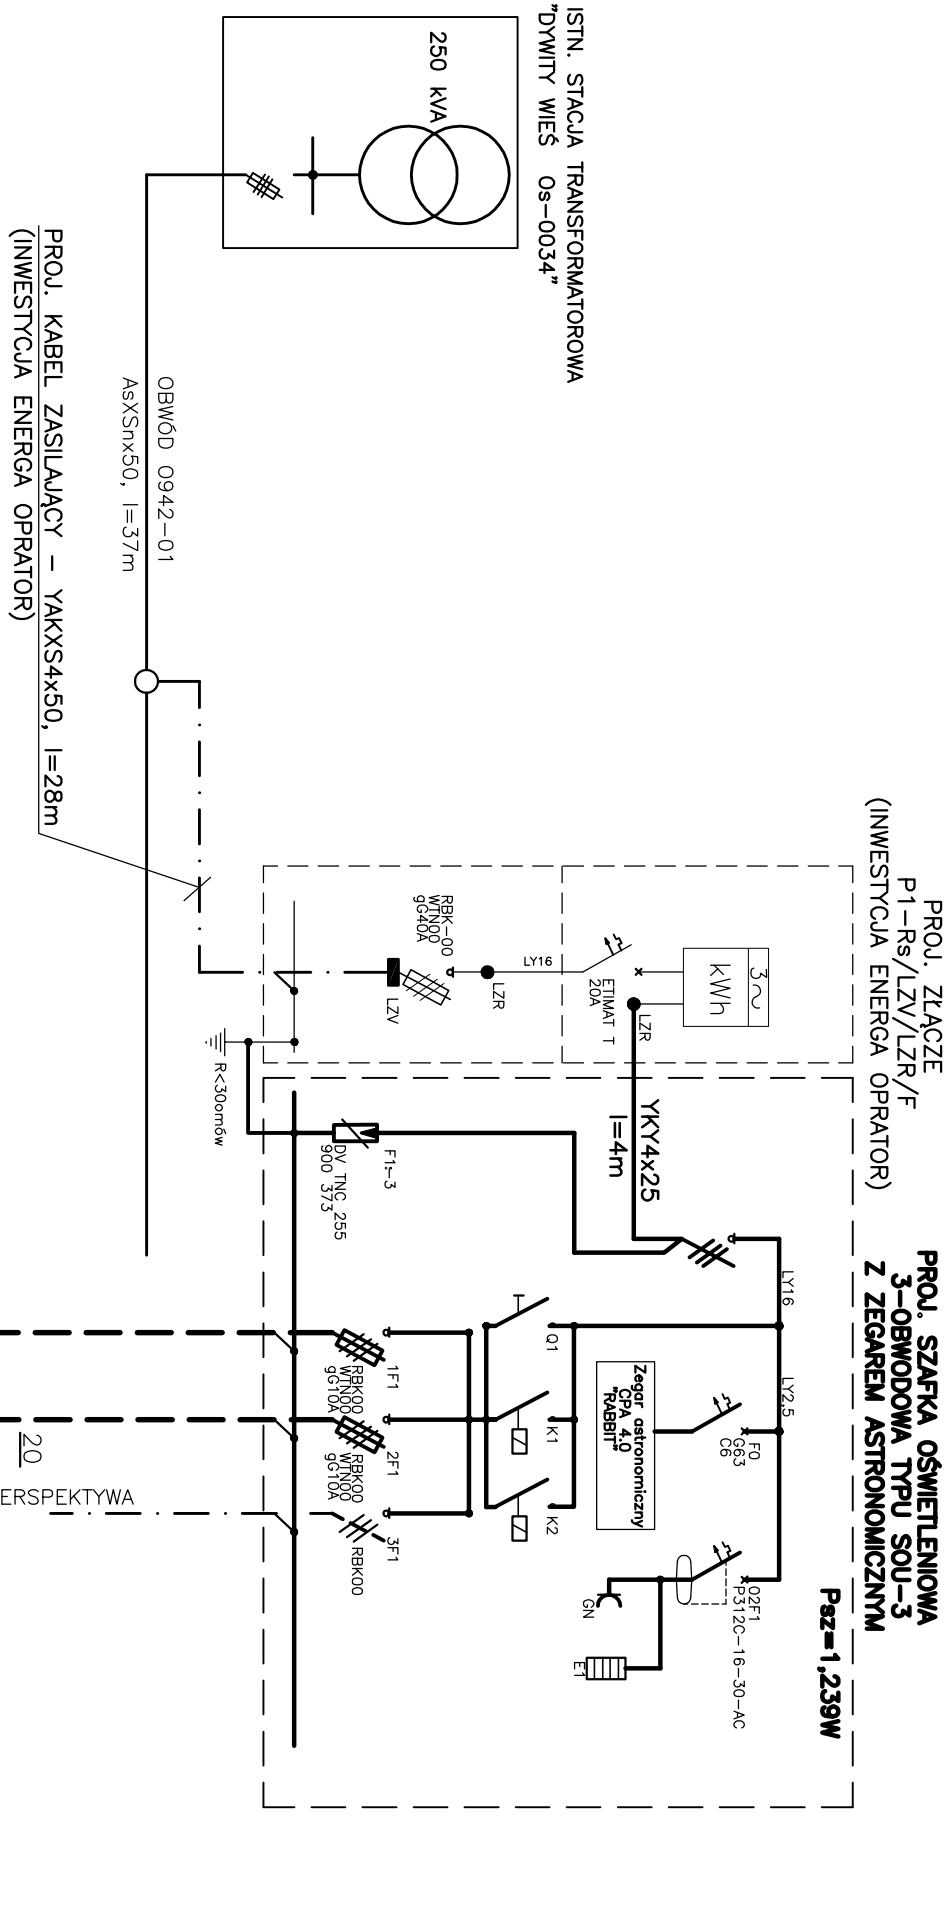 ISTN. STACJA TRANSFORMATOROWA
"DYWITY WIEŚ Os-0034"
250 kVA
OBWÓD 0942-01
AsXSnx50, l=37m
PROJ. KABEL ZASILAJĄCY - YAKXS4x50, l=28m
(INWESTYCJA ENERGA OPRATOR)
PROJ. ZŁĄCZE
P1-Rs/LZV/LZR/F
(INWESTYCJA ENERGA OPRATOR)
3~
kWh
LZR
ETIMAT T
20A
LY16
LZR
RBK-00
WTN00
gG40A
LZV
R<30omów
YKY4x25
l=4m
PROJ. SZAFKA OŚWIETLENIOWA
3-OBWODOWA TYPU SOU-3
Z ZEGAREM ASTRONOMICZNYM
Psz=1,239W
LY16
LY2,5
F0
G63
C6
02F1
P312C-16-30-AC
Zegar astronomiczny
CPA 4.0
"RABBIT"
GN
E1
Q1
K1
K2
F1÷3
DV TNC 255
900 373
1F1
RBK00
WTN00
gG10A
2F1
RBK00
WTN00
gG10A
3F1
RBK00
20
ERSPEKTYWA